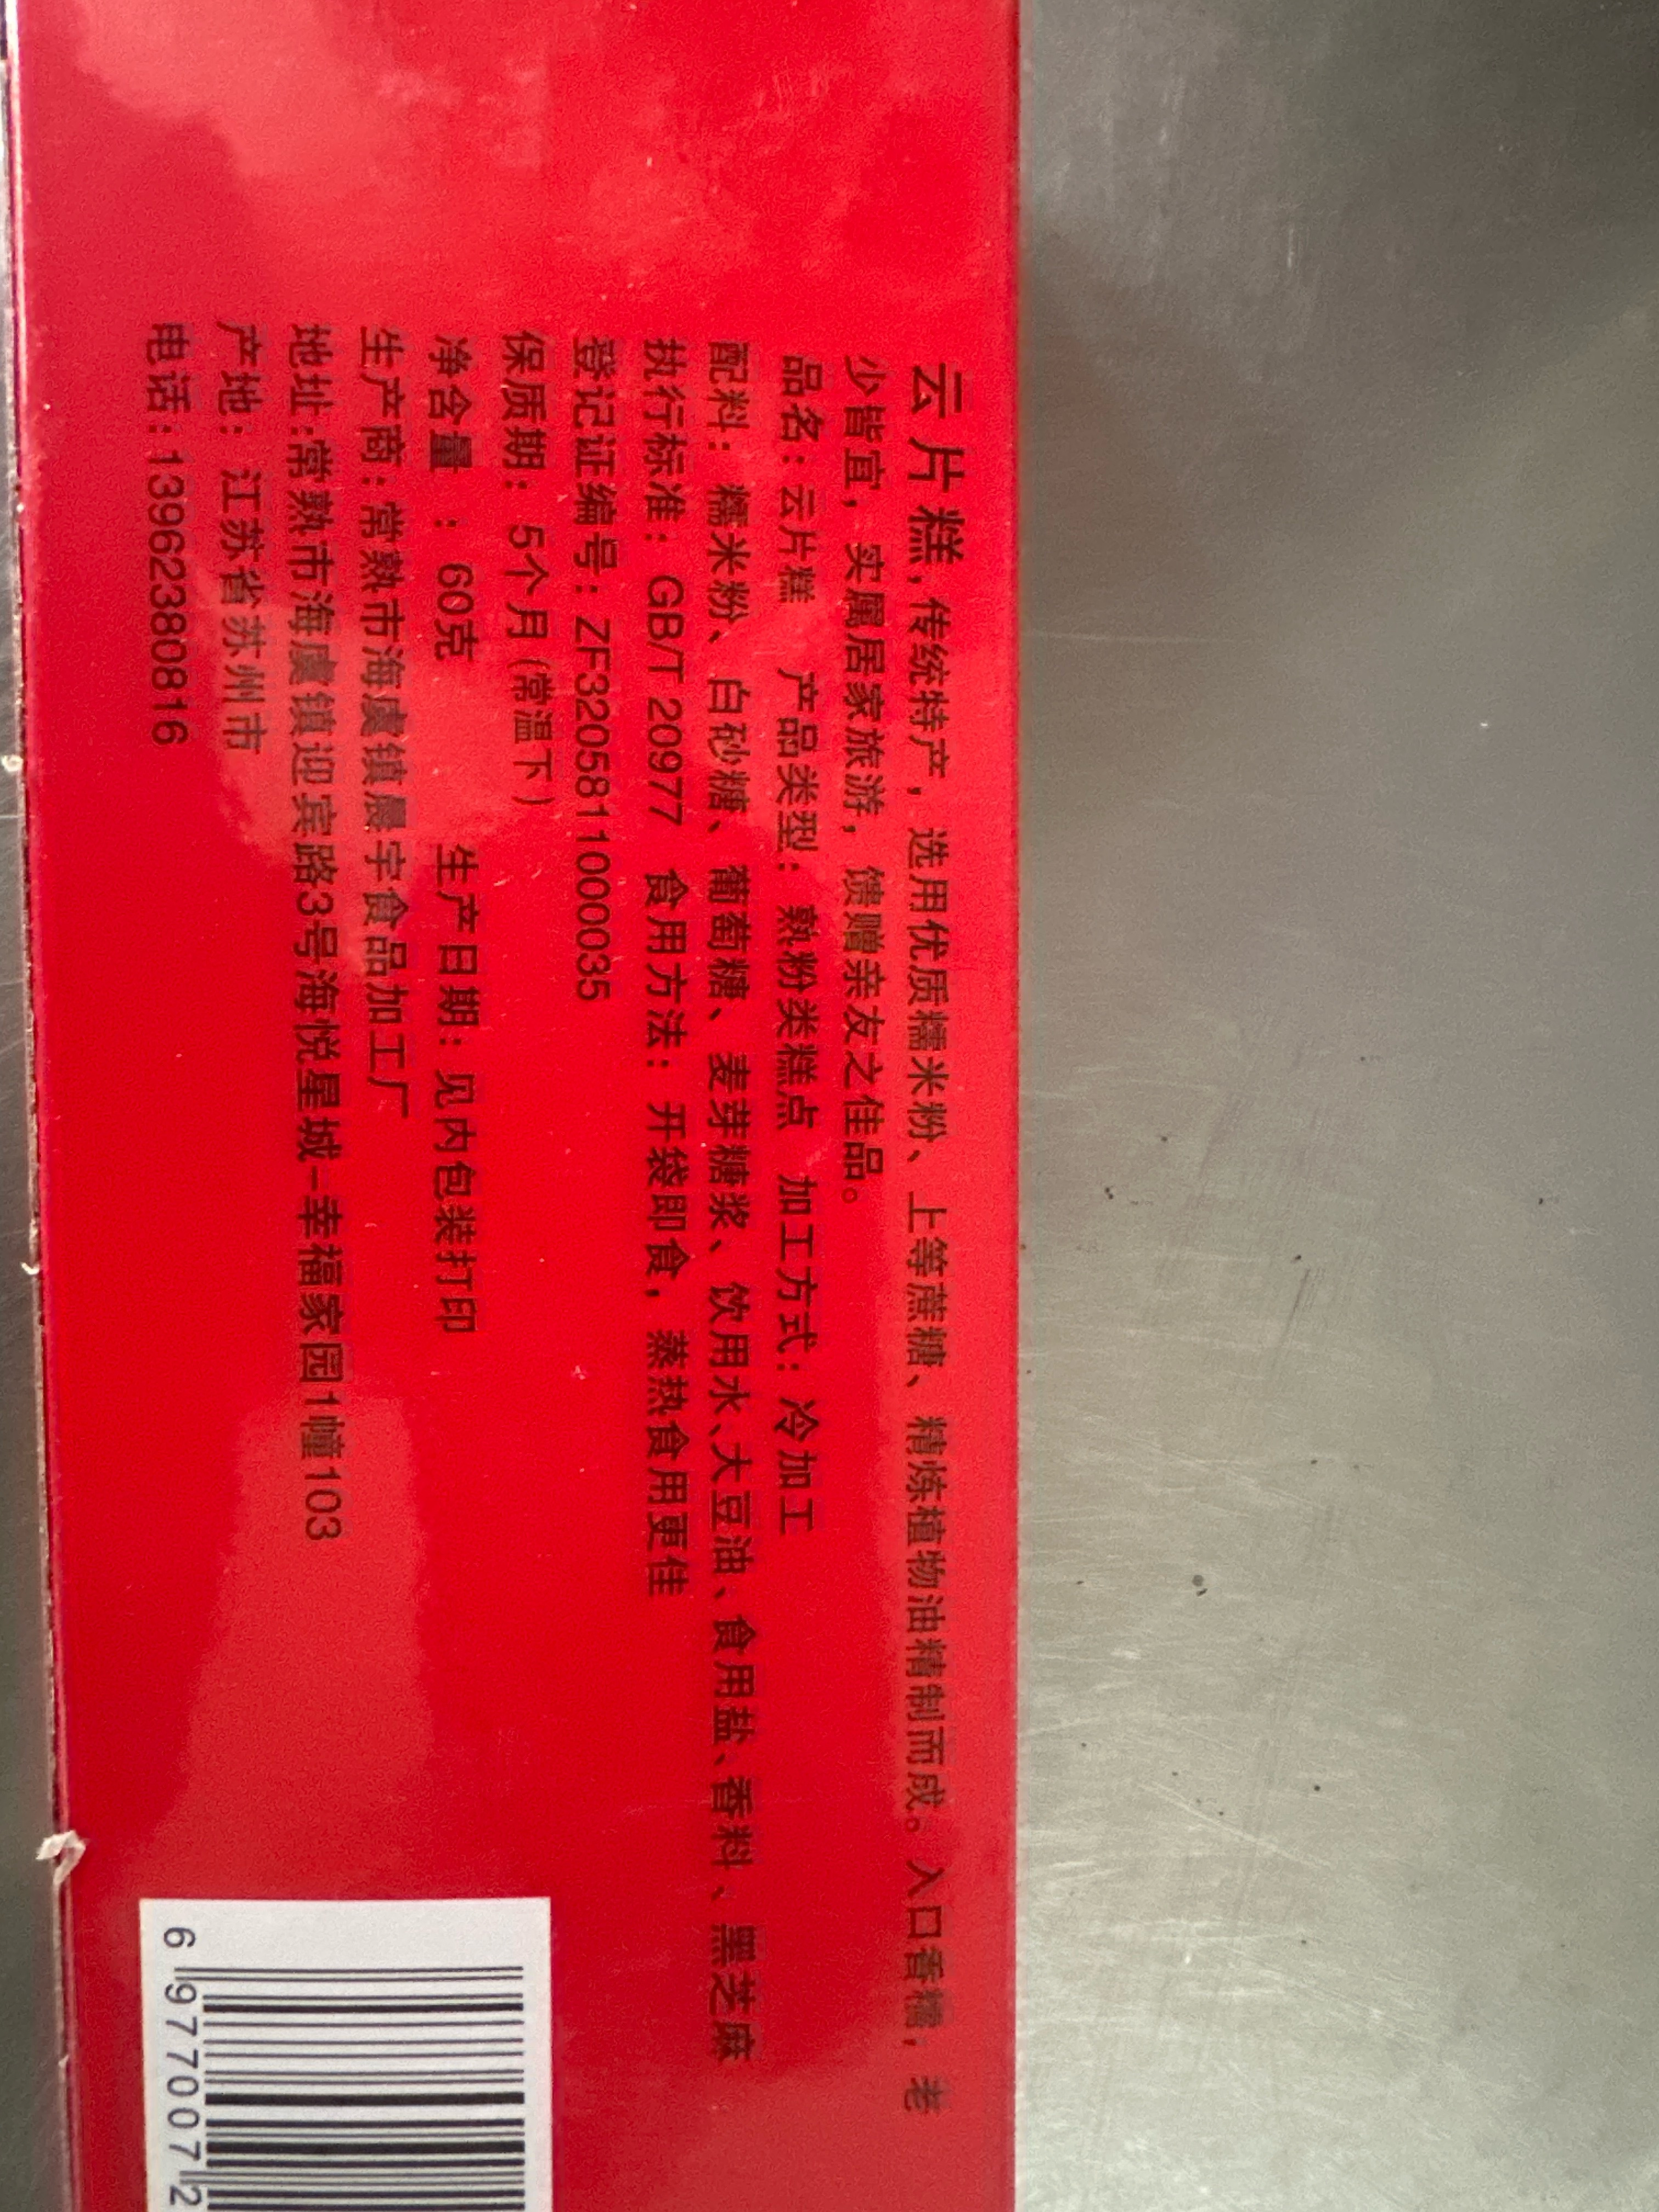 云片糕，传统特产，选用优质糯米粉、上等蔗糖、精炼植物油精制而成。入口香糯，老
少皆宜，实属居家旅游，馈赠亲友之佳品。
品名：云片糕 产品类型：熟粉类糕点 加工方式：冷加工
配料：糯米粉、白砂糖、葡萄糖、麦芽糖浆、饮用水、大豆油、食用盐、香料、黑芝麻
执行标准：GB/T 20977 食用方法：开袋即食，蒸热食用更佳
登记证编号：ZF32058110000035
保质期：5个月(常温下)
净含量：60克 生产日期：见内包装打印
生产商：常熟市海虞镇晨宇食品加工厂
地址:常熟市海虞镇迎宾路3号海悦星城-幸福家园1幢103
产地：江苏省苏州市
电话：13962380816
6 977007 2